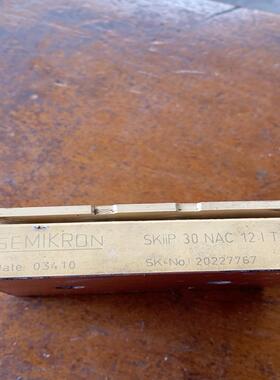 SEMIKRON SKiiP 30 NAC 12 I T
Date: 03410 SK-No.: 20227767